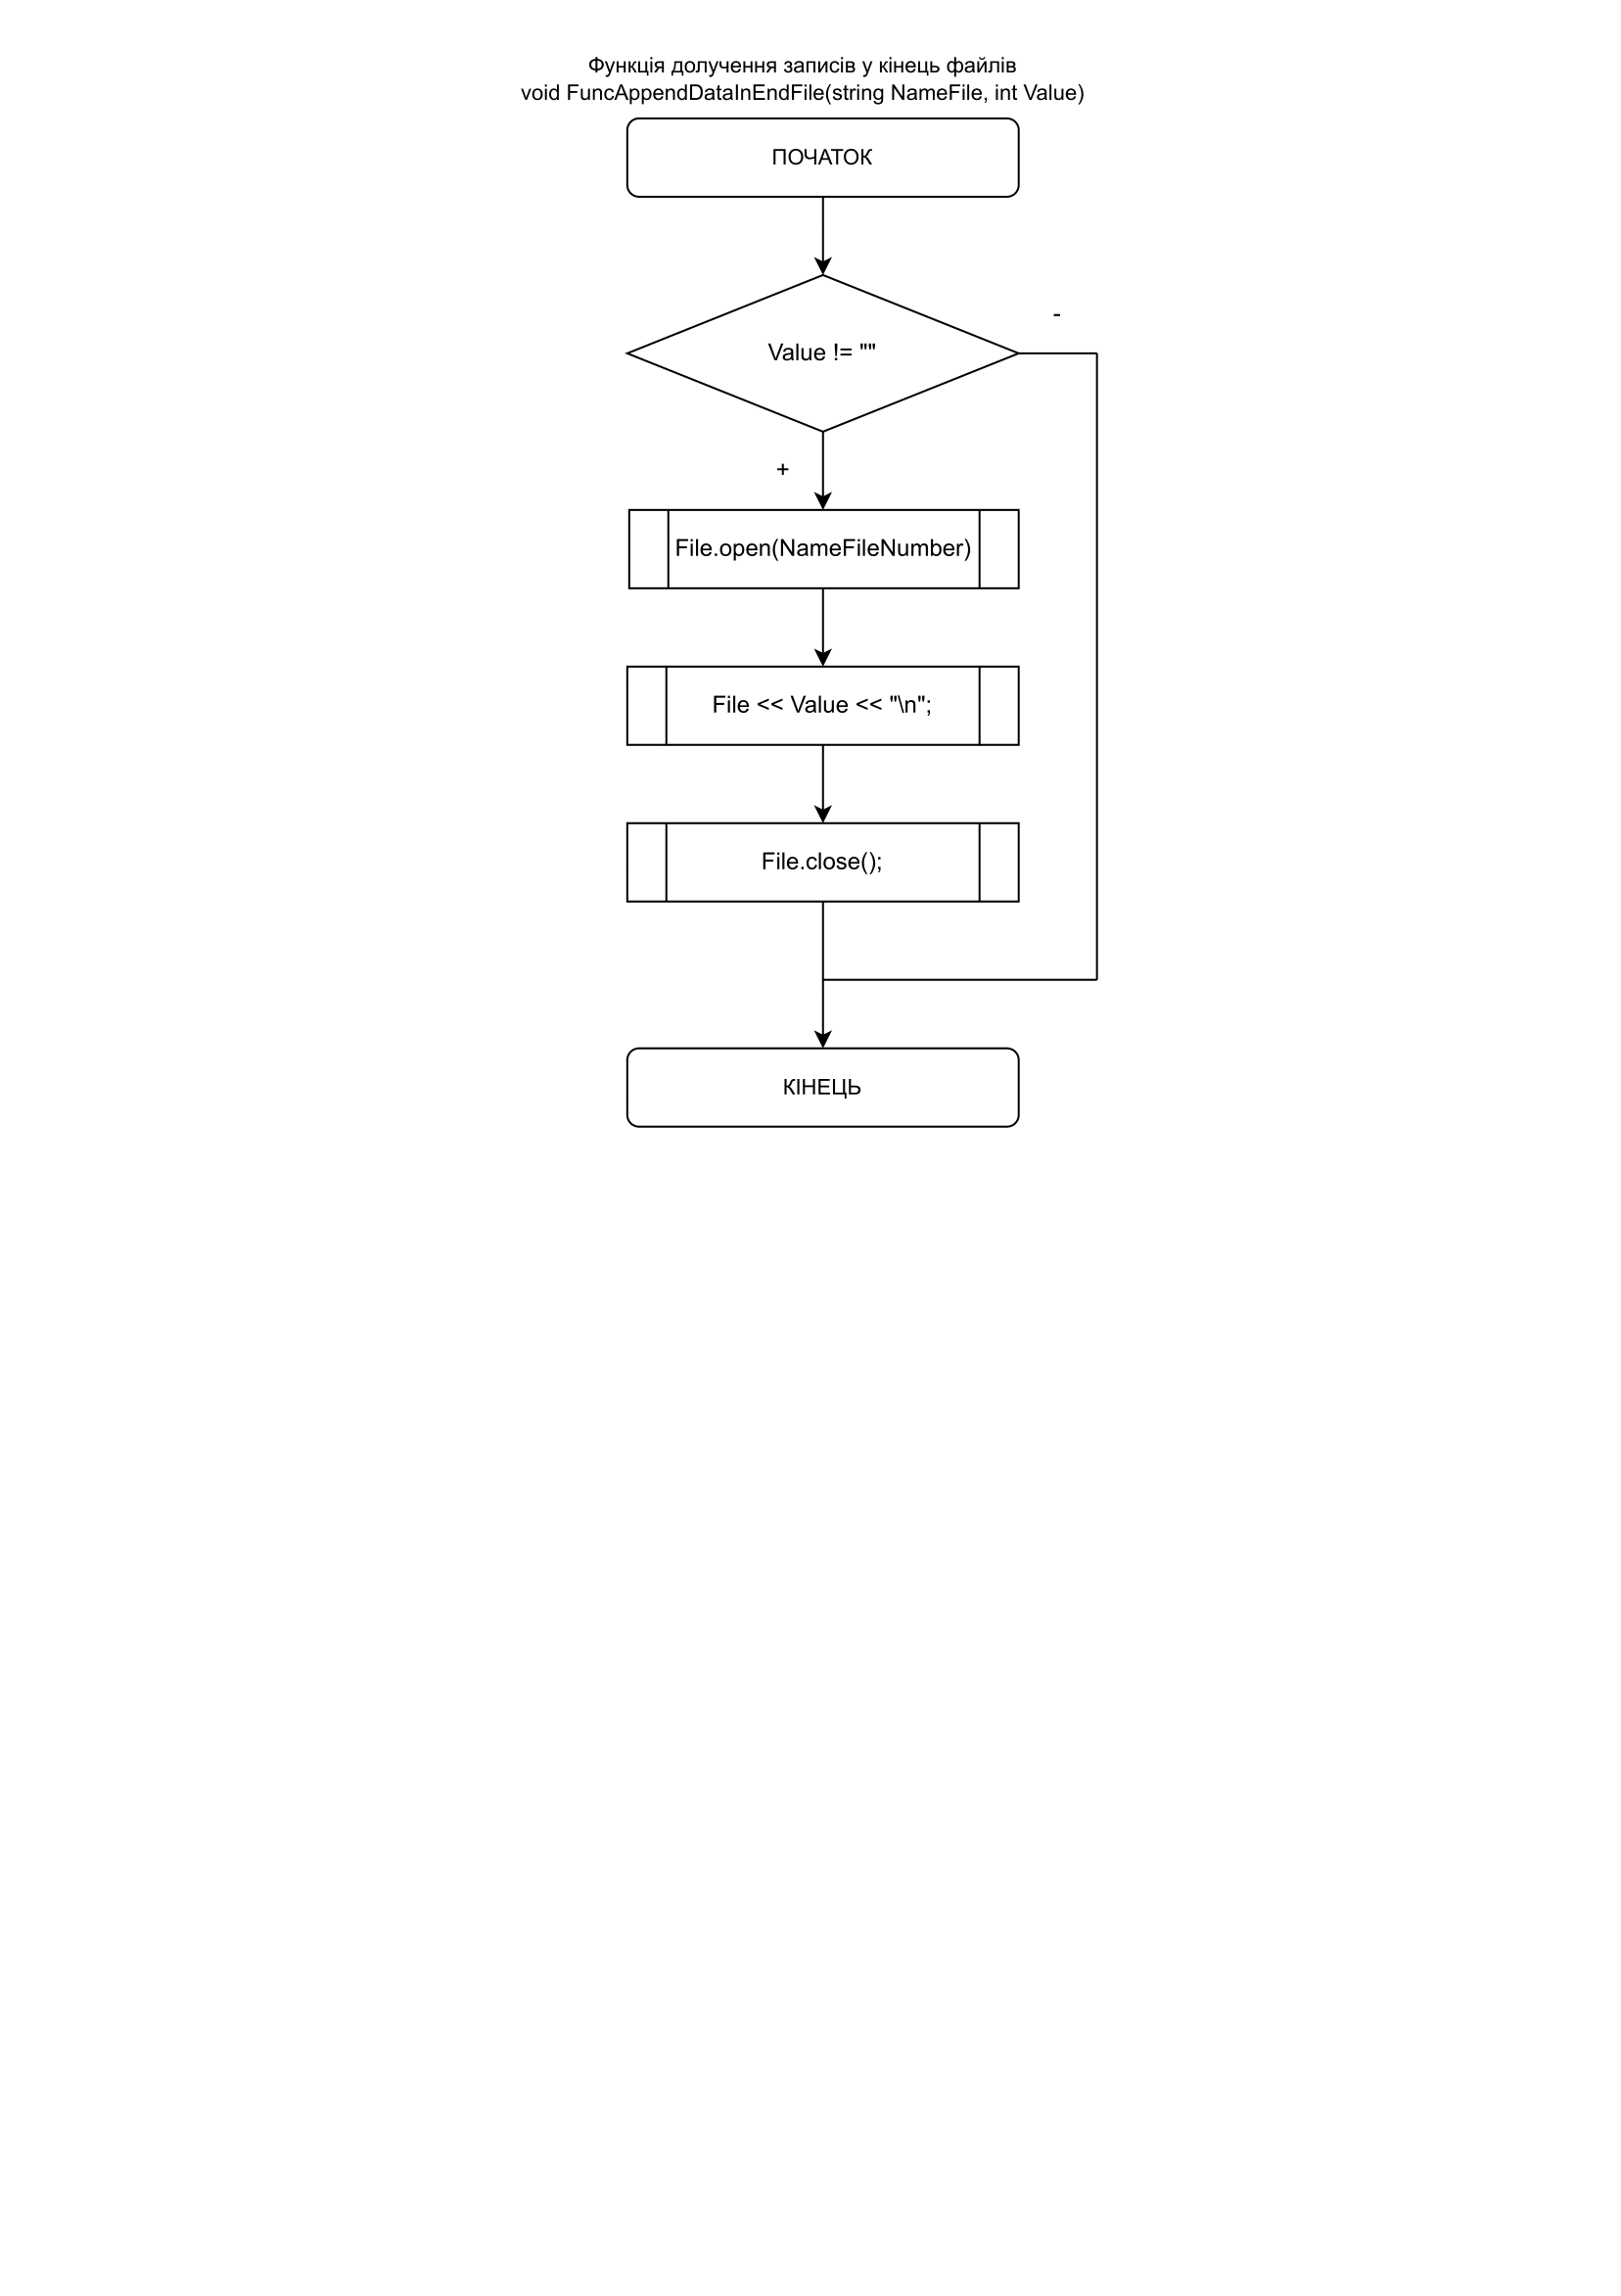 Функція долучення записів у кінець файлів
void FuncAppendDataInEndFile(string NameFile, int Value)
ПОЧАТОК
-
Value != ""
+
File.open(NameFileNumber)
File << Value << "\n";
File.close();
КІНЕЦЬ